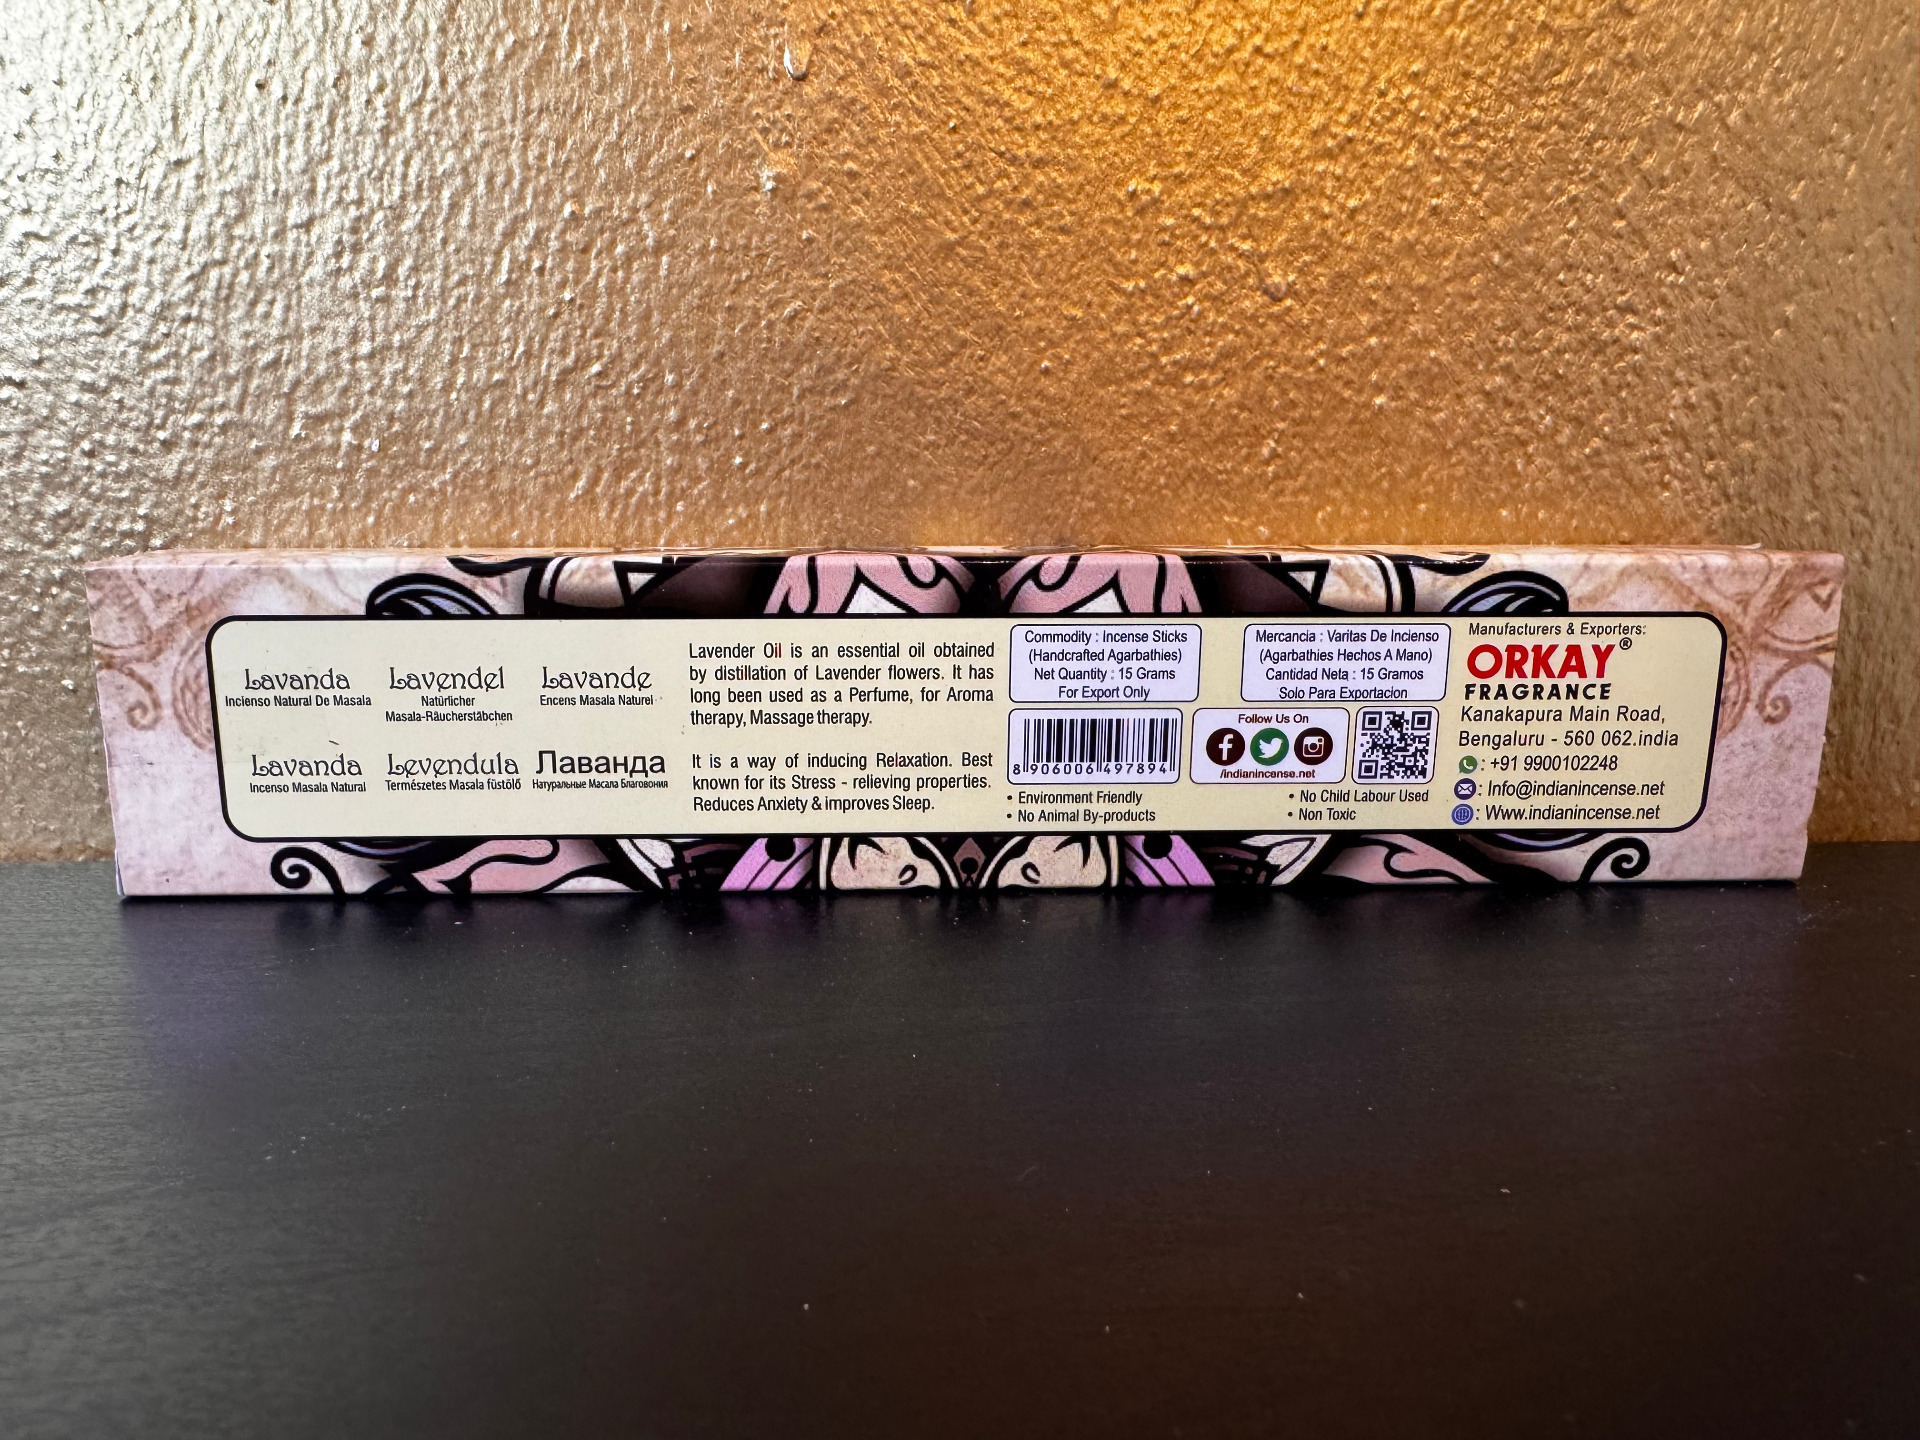 Lavanda
Incienso Natural De Masala
Lavendel
Natürlicher
Masala-Räucherstäbchen
Lavande
Encens Masala Naturel
Lavanda
Incenso Masala Natural
Levendula
Természetes Masala füstölő
Лаванда
Натуральные Масала Благовония
Lavender Oil is an essential oil obtained
by distillation of Lavender flowers. It has
long been used as a Perfume, for Aroma
therapy, Massage therapy.
It is a way of inducing Relaxation. Best
known for its Stress - relieving properties.
Reduces Anxiety & improves Sleep.
Commodity : Incense Sticks
(Handcrafted Agarbathies)
Net Quantity : 15 Grams
For Export Only
Mercancia : Varitas De Incienso
(Agarbathies Hechos A Mano)
Cantidad Neta : 15 Gramos
Solo Para Exportacion
8 906006 497894
Follow Us On
/indianincense.net
• Environment Friendly
• No Animal By-products
• No Child Labour Used
• Non Toxic
Manufacturers & Exporters:
ORKAY®
FRAGRANCE
Kanakapura Main Road,
Bengaluru - 560 062.india
: +91 9900102248
: Info@indianincense.net
: Www.indianincense.net